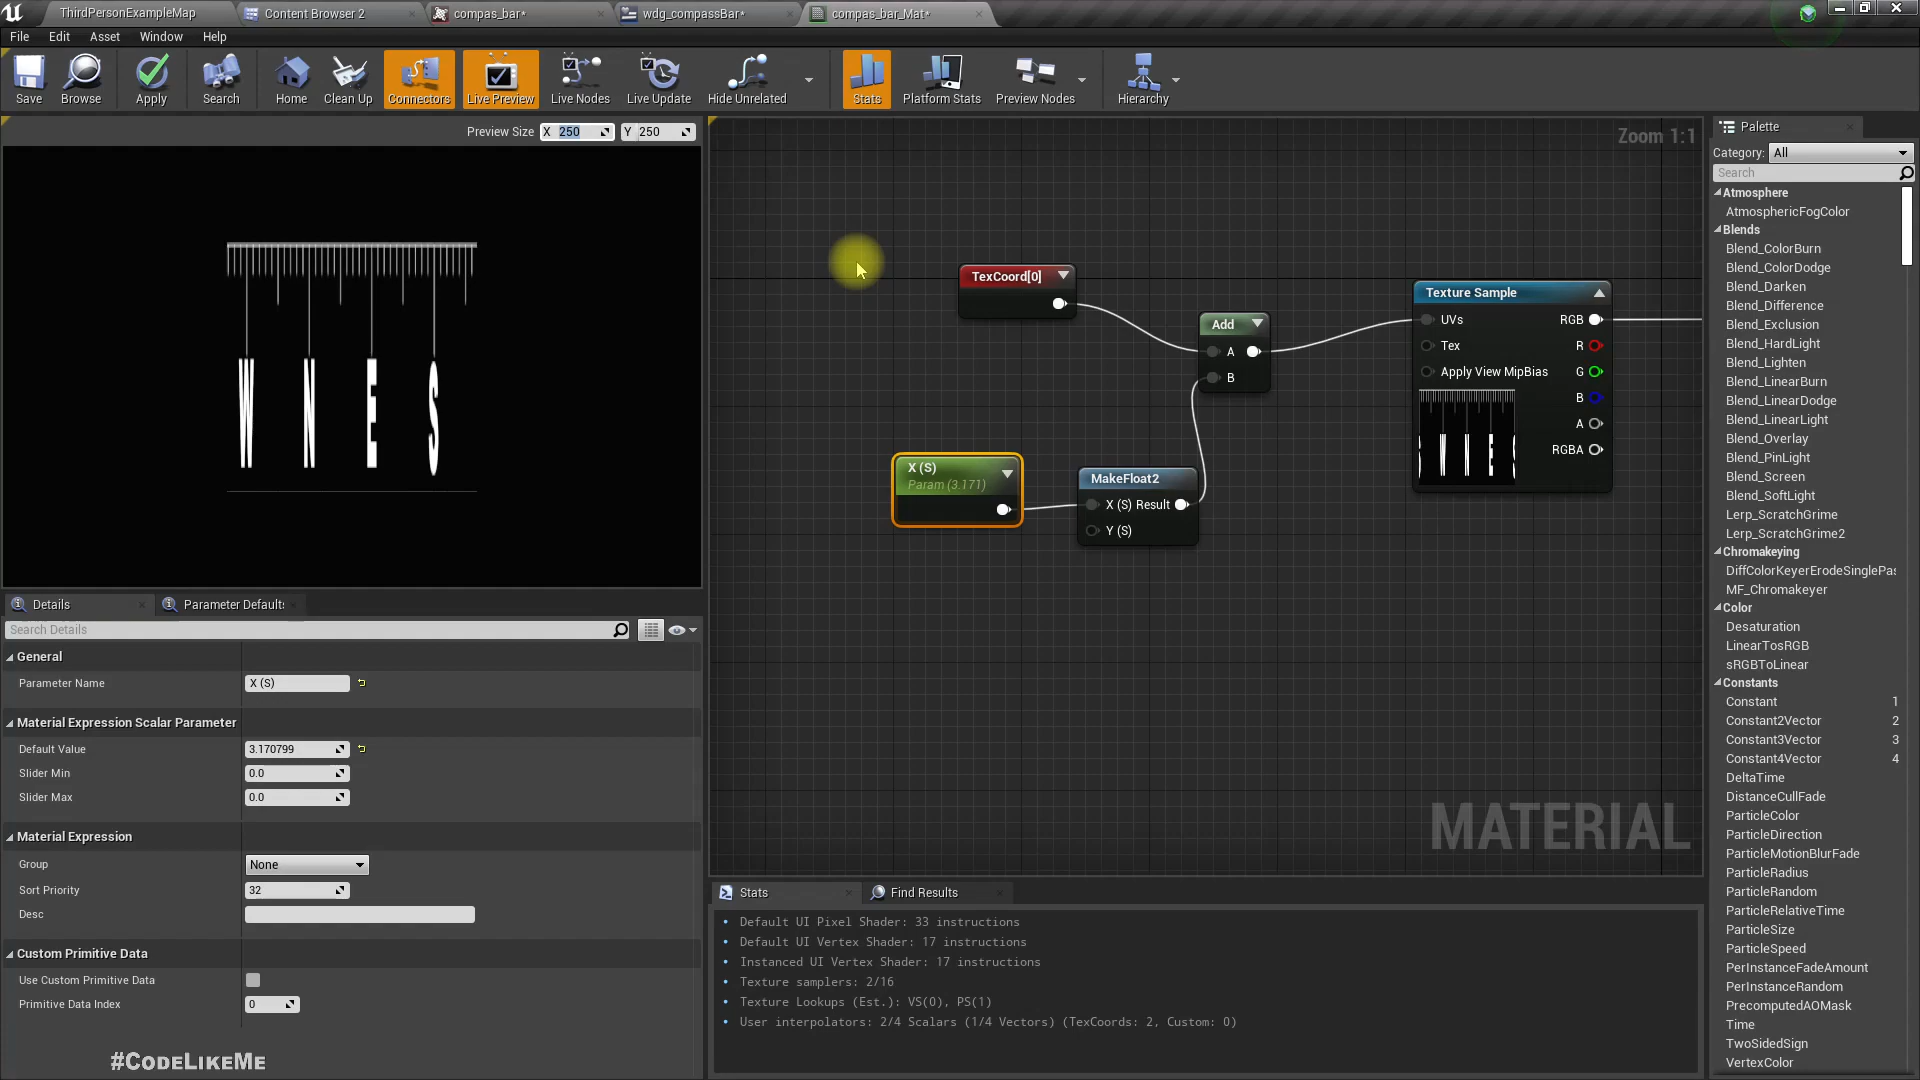 ThirdPersonExampleMap
Content Browser 2
compas_bar*
wdg_compassBar*
compas_bar_Mat*
File Edit Asset Window Help
Save
Browse
Apply
Search
Home
Clean Up
Connectors
Live Preview
Live Nodes
Live Update
Hide Unrelated
Stats
Platform Stats
Preview Nodes
Hierarchy
Preview Size X 250 Y 250
W N E S
Zoom 1:1
TexCoord[0]
Add
A
B
X (S)
Param (3.171)
MakeFloat2
X (S) Result
Y (S)
Texture Sample
UVs RGB
Tex R
Apply View MipBias G
B
A
RGBA
W N E
MATERIAL
Details
Parameter Default
Search Details
General
Parameter Name X (S)
Material Expression Scalar Parameter
Default Value 3.170799
Slider Min 0.0
Slider Max 0.0
Material Expression
Group None
Sort Priority 32
Desc
Custom Primitive Data
Use Custom Primitive Data
Primitive Data Index 0
#CodeLikeMe
Stats
Find Results
Default UI Pixel Shader: 33 instructions
Default UI Vertex Shader: 17 instructions
Instanced UI Vertex Shader: 17 instructions
Texture samplers: 2/16
Texture Lookups (Est.): VS(0), PS(1)
User interpolators: 2/4 Scalars (1/4 Vectors) (TexCoords: 2, Custom: 0)
Palette
Category: All
Search
Atmosphere
AtmosphericFogColor
Blends
Blend_ColorBurn
Blend_ColorDodge
Blend_Darken
Blend_Difference
Blend_Exclusion
Blend_HardLight
Blend_Lighten
Blend_LinearBurn
Blend_LinearDodge
Blend_LinearLight
Blend_Overlay
Blend_PinLight
Blend_Screen
Blend_SoftLight
Lerp_ScratchGrime
Lerp_ScratchGrime2
Chromakeying
DiffColorKeyerErodeSinglePas
MF_Chromakeyer
Color
Desaturation
LinearTosRGB
sRGBToLinear
Constants
Constant 1
Constant2Vector 2
Constant3Vector 3
Constant4Vector 4
DeltaTime
DistanceCullFade
ParticleColor
ParticleDirection
ParticleMotionBlurFade
ParticleRadius
ParticleRandom
ParticleRelativeTime
ParticleSize
ParticleSpeed
PerInstanceFadeAmount
PerInstanceRandom
PrecomputedAOMask
Time
TwoSidedSign
VertexColor